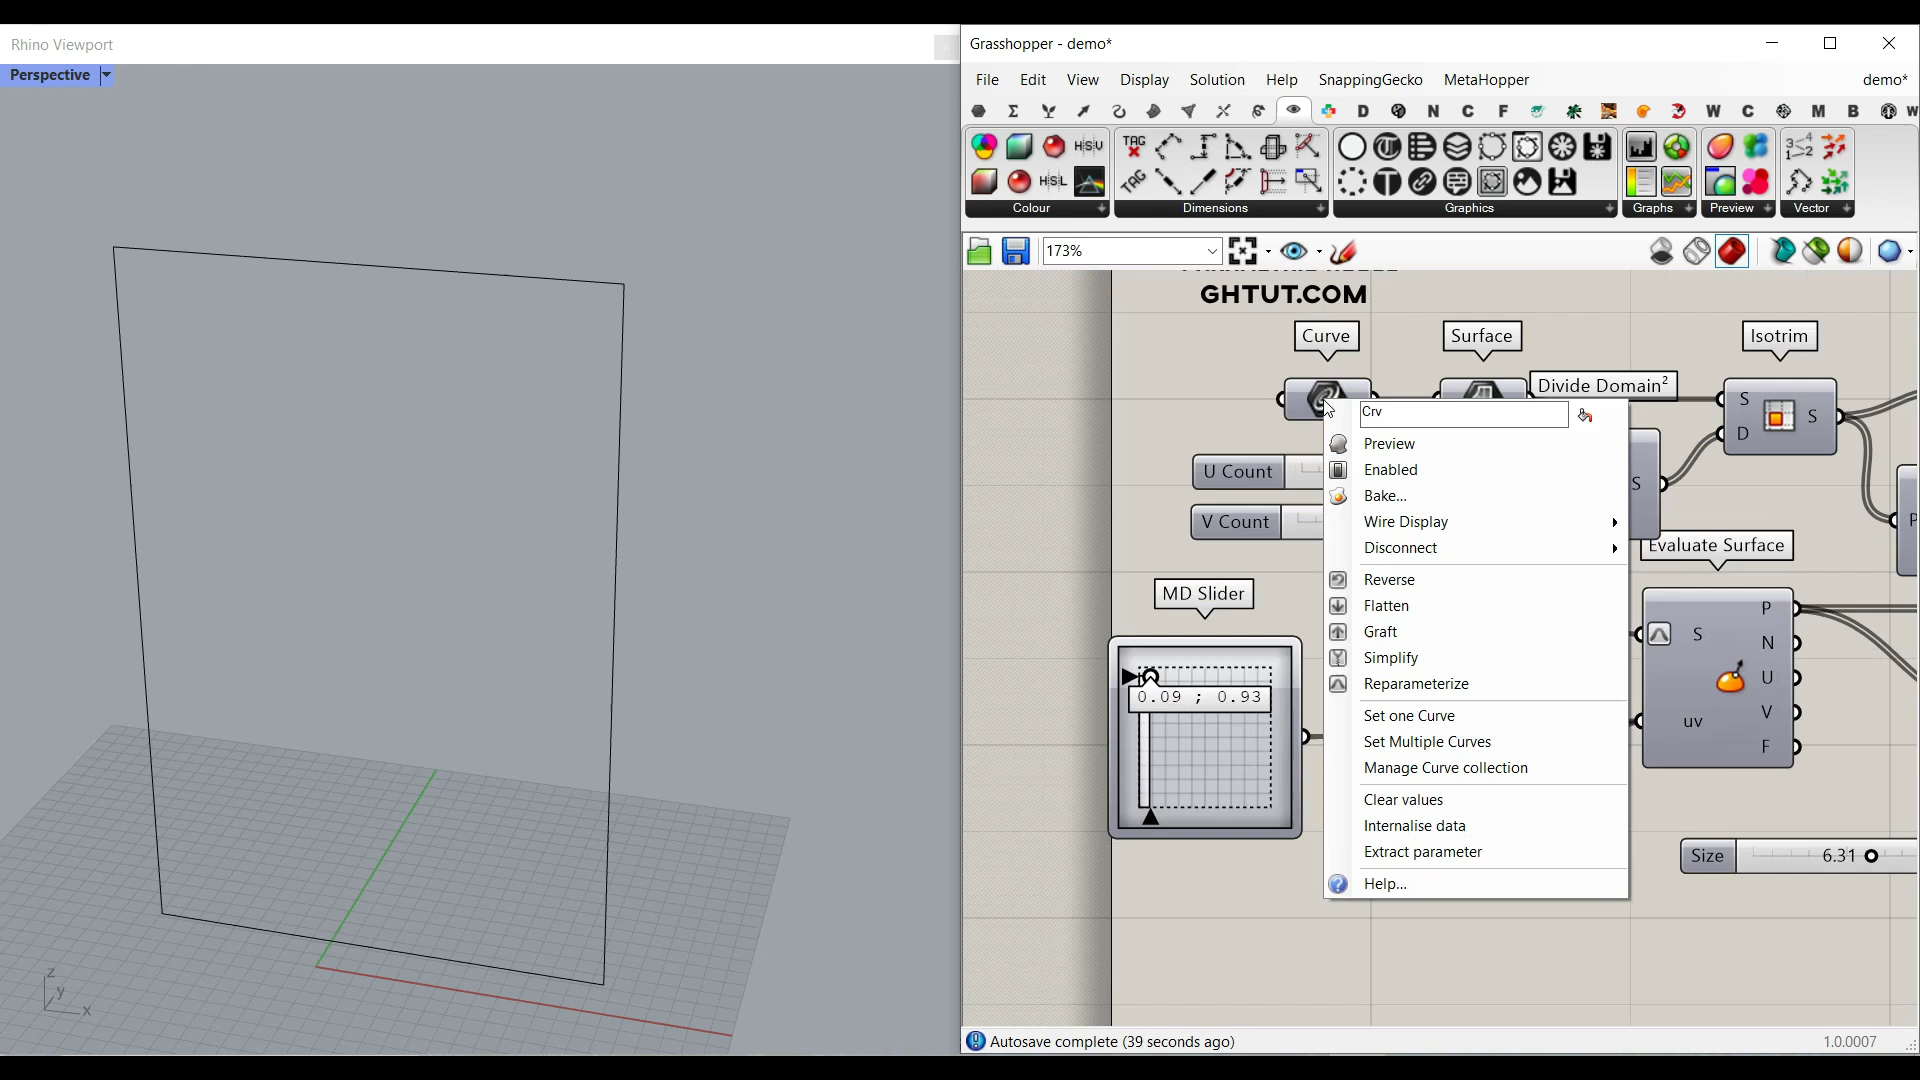 Rhino Viewport
Perspective
z
y
x
Grasshopper - demo*
File Edit View Display Solution Help SnappingGecko MetaHopper demo*
Σ D N C F W C M B W
HSV TAG
HSL TAG
Colour Dimensions Graphics Graphs Preview Vector
173%
GHTUT.COM
Curve Surface Isotrim
Divide Domain²
S S
D
S
U Count
V Count
Crv
Preview
Enabled
Bake...
Wire Display
Disconnect
Reverse
Flatten
Graft
Simplify
Reparameterize
Set one Curve
Set Multiple Curves
Manage Curve collection
Clear values
Internalise data
Extract parameter
Help...
P
Evaluate Surface
S
uv
P
N
U
V
F
MD Slider
0.09 ; 0.93
Size 6.31
Autosave complete (39 seconds ago) 1.0.0007